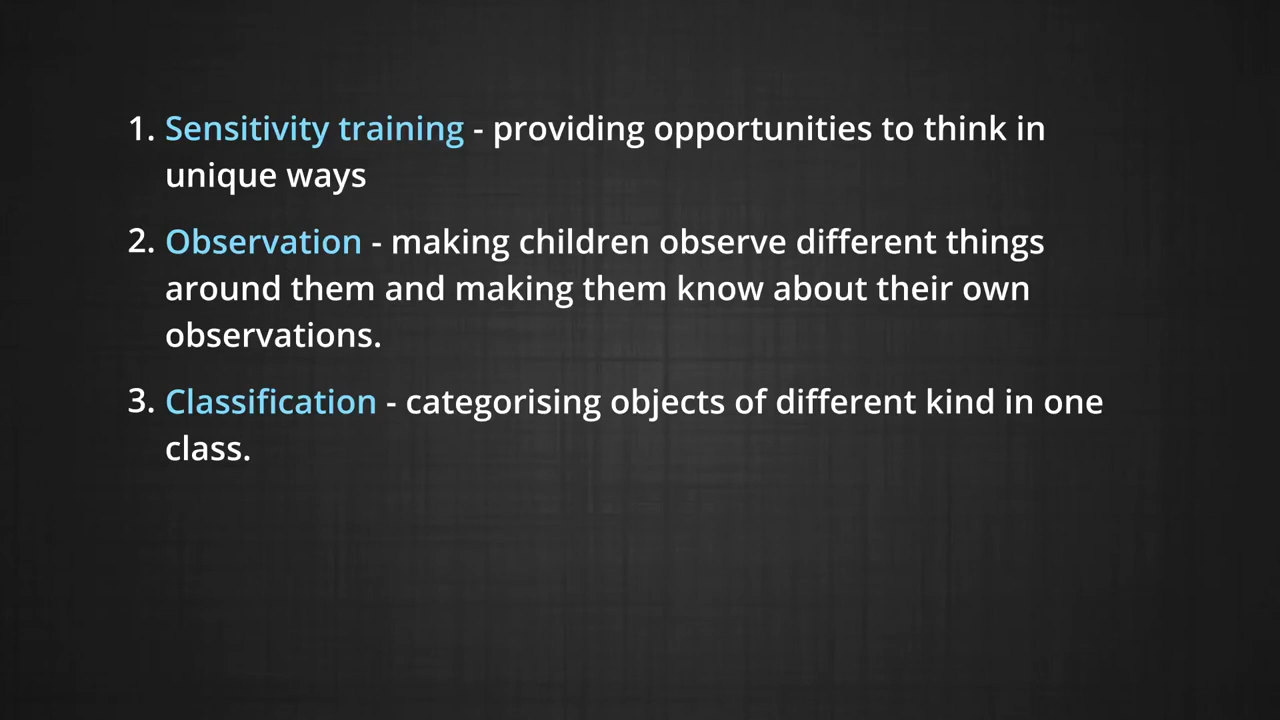 1. Sensitivity training - providing opportunities to think in
unique ways
2. Observation - making children observe different things
around them and making them know about their own
observations.
3. Classification - categorising objects of different kind in one
class.